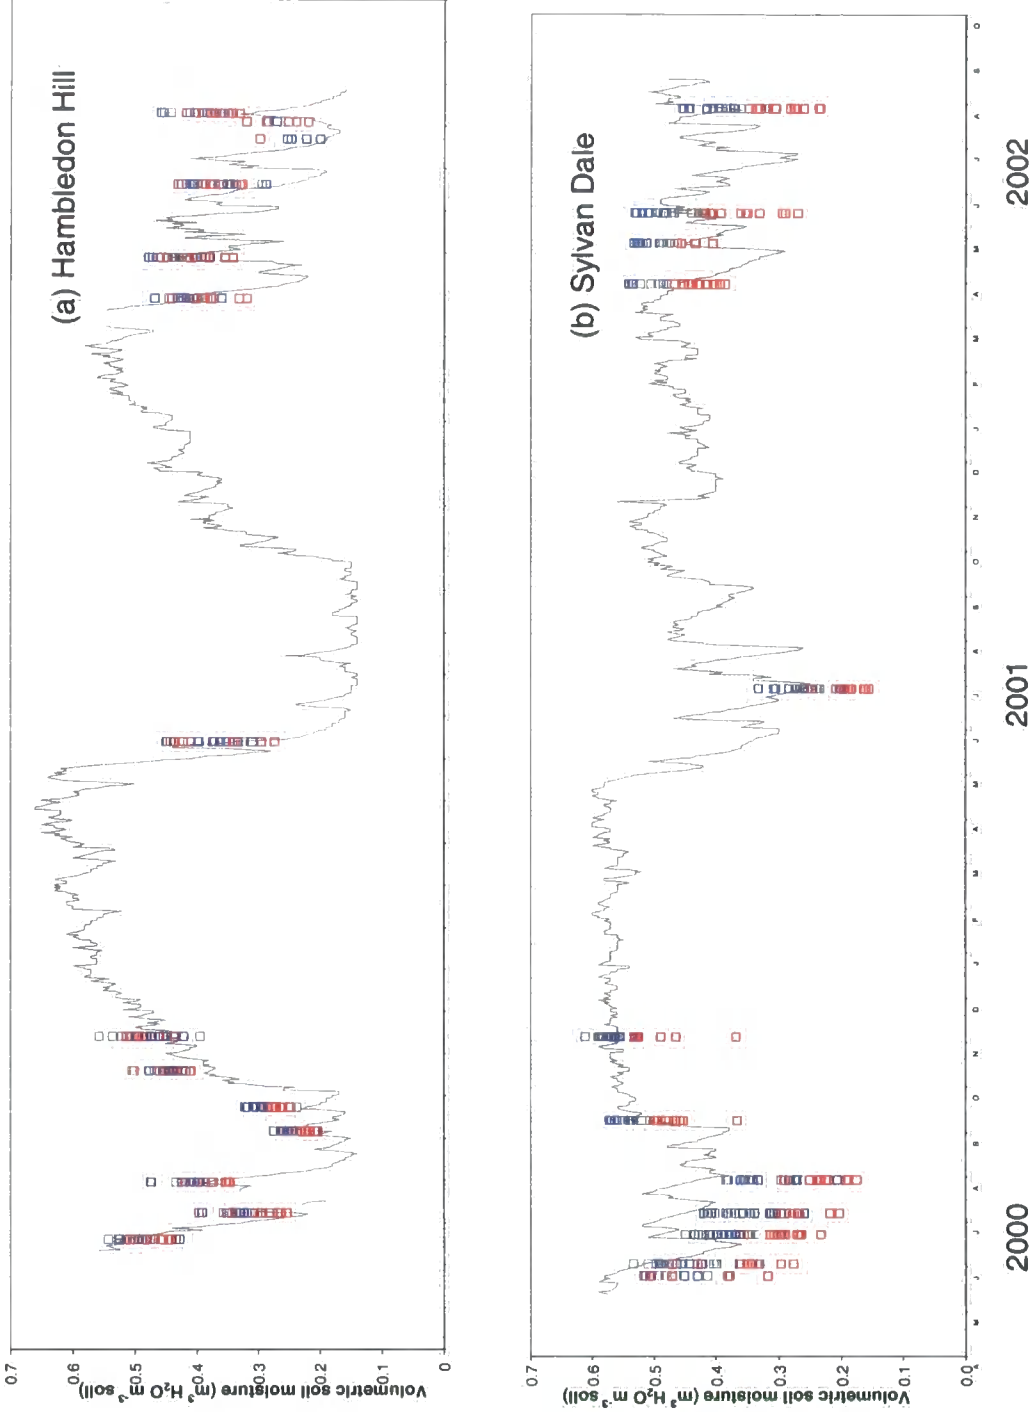 (a) Hambledon Hill
Volumetric soil moisture (m³ H₂O m⁻³ soil)
0.7
0.6
0.5
0.4
0.3
0.2
0.1
0
(b) Sylvan Dale
Volumetric soil moisture (m³ H₂O m⁻³ soil)
0.6
0.5
0.4
0.3
0.2
0.1
0.0
A M J J A S O N D J F M A M J J A S O N D J F M A M J J A S O
2000 2001 2002